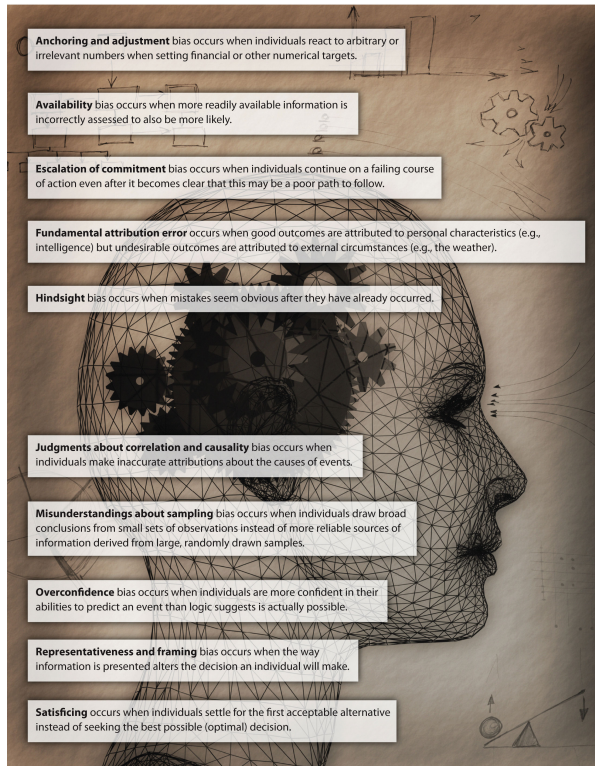 Anchoring and adjustment bias occurs when individuals react to arbitrary or
irrelevant numbers when setting financial or other numerical targets.
Availability bias occurs when more readily available information is
incorrectly assessed to also be more likely.
Escalation of commitment bias occurs when individuals continue on a failing course
of action even after it becomes clear that this may be a poor path to follow.
Fundamental attribution error occurs when good outcomes are attributed to personal characteristics (e.g.,
intelligence) but undesirable outcomes are attributed to external circumstances (e.g., the weather).
Hindsight bias occurs when mistakes seem obvious after they have already occurred.
Judgments about correlation and causality bias occurs when
individuals make inaccurate attributions about the causes of events.
Misunderstandings about sampling bias occurs when individuals draw broad
conclusions from small sets of observations instead of more reliable sources of
information derived from large, randomly drawn samples.
Overconfidence bias occurs when individuals are more confident in their
abilities to predict an event than logic suggests is actually possible.
Representativeness and framing bias occurs when the way
information is presented alters the decision an individual will make.
Satisficing occurs when individuals settle for the first acceptable alternative
instead of seeking the best possible (optimal) decision.